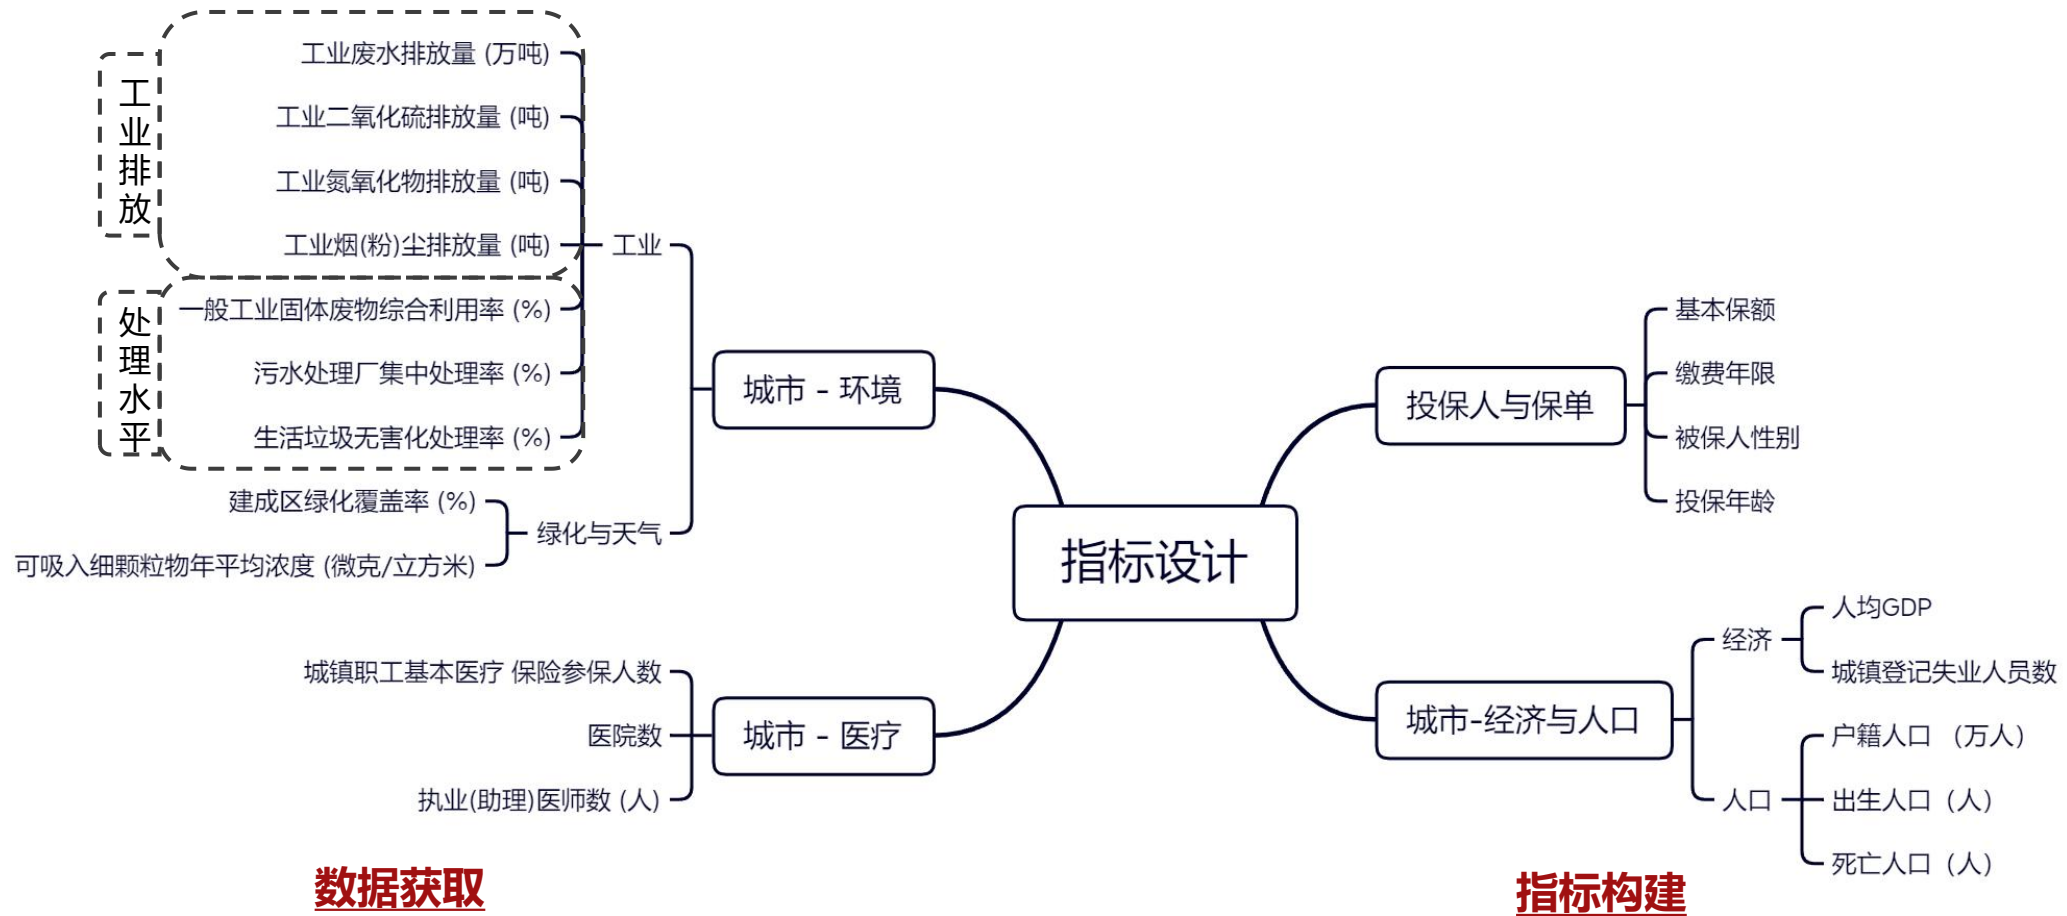 工业排放
工业废水排放量 (万吨)
工业二氧化硫排放量 (吨)
工业氮氧化物排放量 (吨)
工业烟(粉)尘排放量 (吨)
处理水平
一般工业固体废物综合利用率 (%)
污水处理厂集中处理率 (%)
生活垃圾无害化处理率 (%)
工业
建成区绿化覆盖率 (%)
可吸入细颗粒物年平均浓度 (微克/立方米)
绿化与天气
城市 - 环境
城镇职工基本医疗 保险参保人数
医院数
执业(助理)医师数 (人)
城市 - 医疗
指标设计
投保人与保单
基本保额
缴费年限
被保人性别
投保年龄
城市-经济与人口
经济
人均GDP
城镇登记失业人员数
人口
户籍人口 （万人）
出生人口（人）
死亡人口（人）
数据获取
指标构建